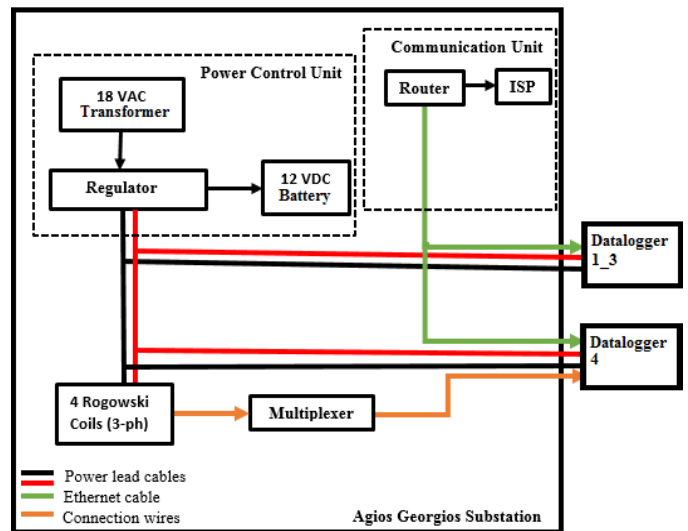 Communication Unit
Power Control Unit
18 VAC
Transformer
Router
ISP
Regulator
12 VDC
Battery
Datalogger
1_3
Datalogger
4
4 Rogowski
Coils (3-ph)
Multiplexer
Power lead cables
Ethernet cable
Connection wires
Agios Georgios Substation